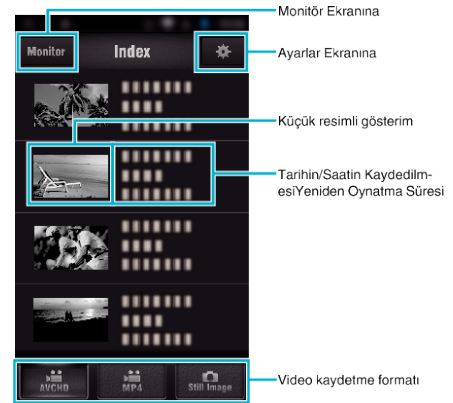 Monitör Ekranına
Monitor
Index
Ayarlar Ekranına
Küçük resimli gösterim
Tarihin/Saatin Kaydedilm-
esiYeniden Oynatma Süresi
AVCHD
MP4
Still Image
Video kaydetme formatı